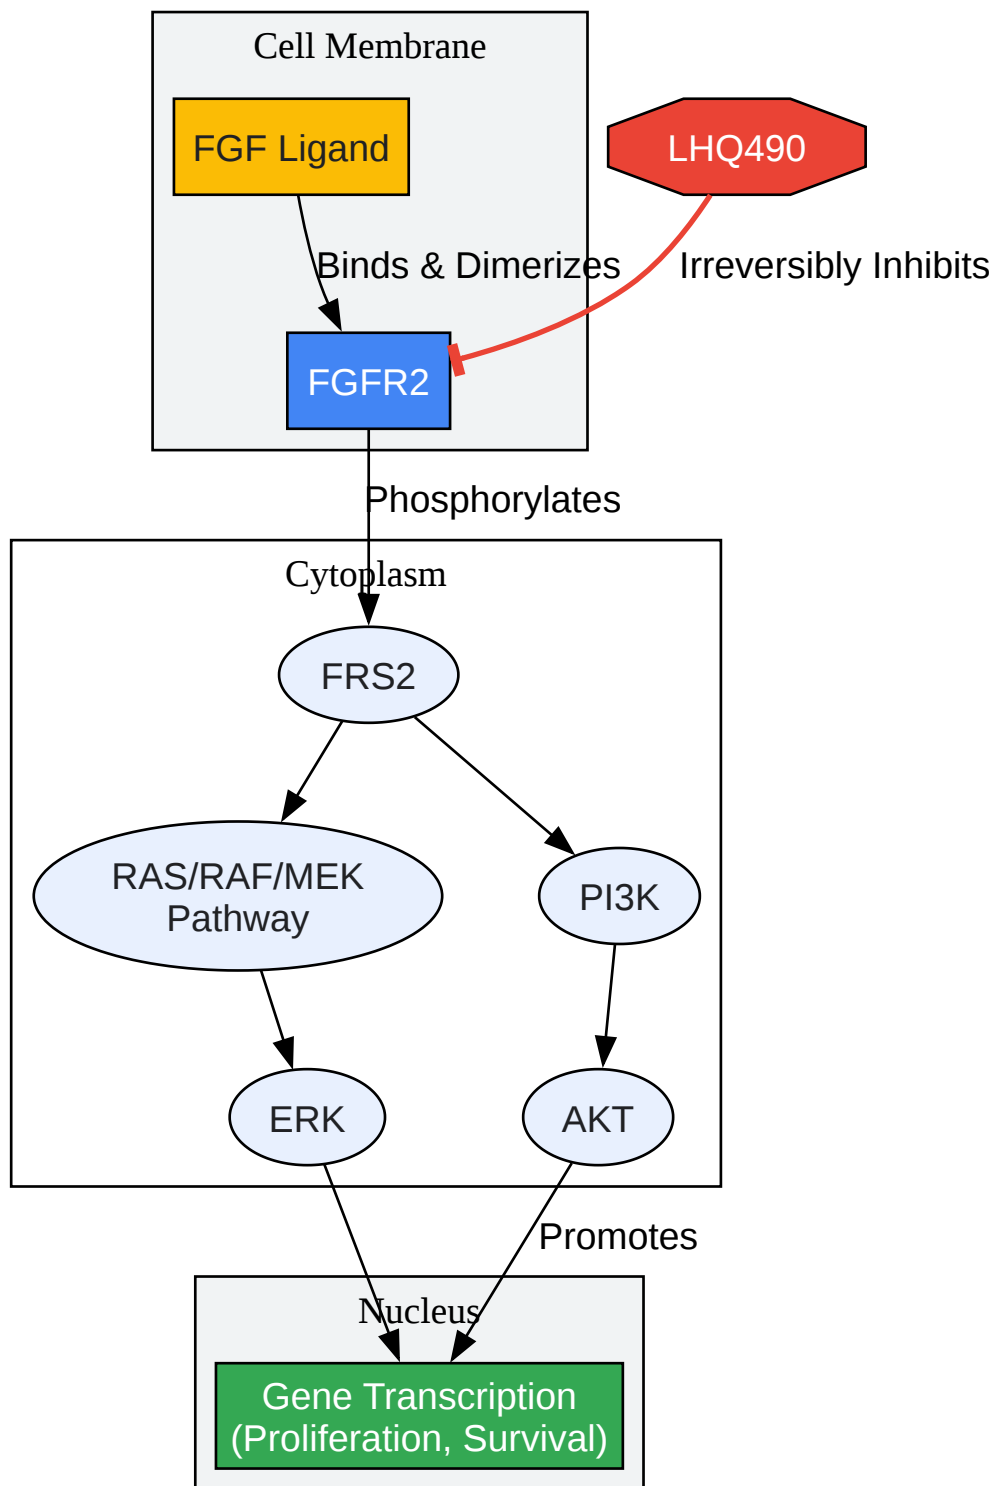 Cell Membrane
FGF Ligand
LHQ490
Binds & Dimerizes
Irreversibly Inhibits
FGFR2
Phosphorylates
Cytoplasm
FRS2
RAS/RAF/MEK
Pathway
PI3K
ERK
AKT
Promotes
Nucleus
Gene Transcription
(Proliferation, Survival)